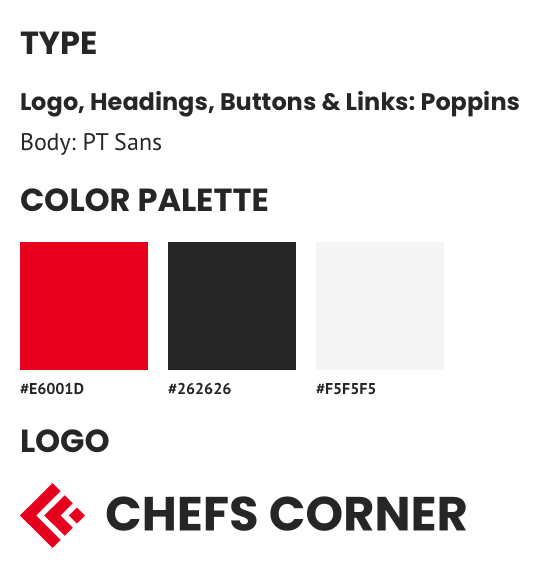 TYPE
Logo, Headings, Buttons & Links: Poppins
Body: PT Sans
COLOR PALETTE
#E6001D #262626 #F5F5F5
LOGO
CHEFS CORNER